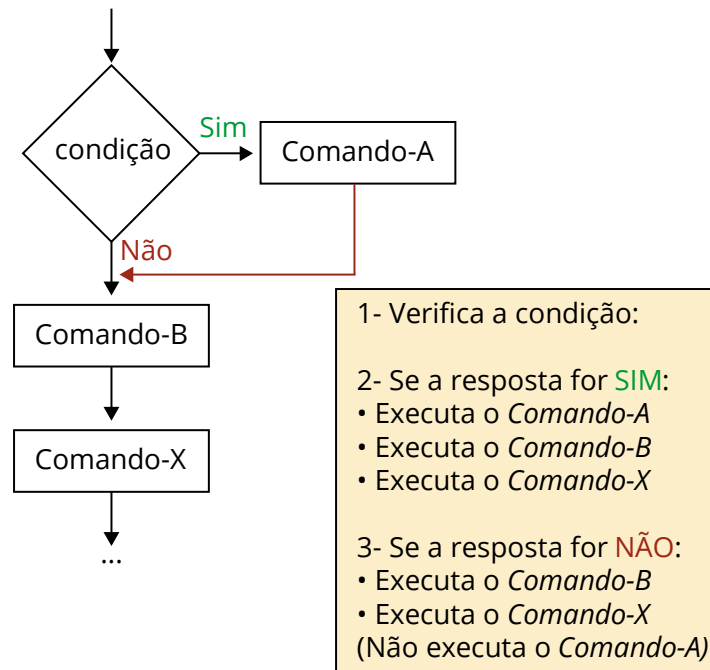 condição
Sim
Comando-A
Não
Comando-B
Comando-X
...
1- Verifica a condição:
2- Se a resposta for SIM:
• Executa o Comando-A
• Executa o Comando-B
• Executa o Comando-X
3- Se a resposta for NÃO:
• Executa o Comando-B
• Executa o Comando-X
(Não executa o Comando-A)